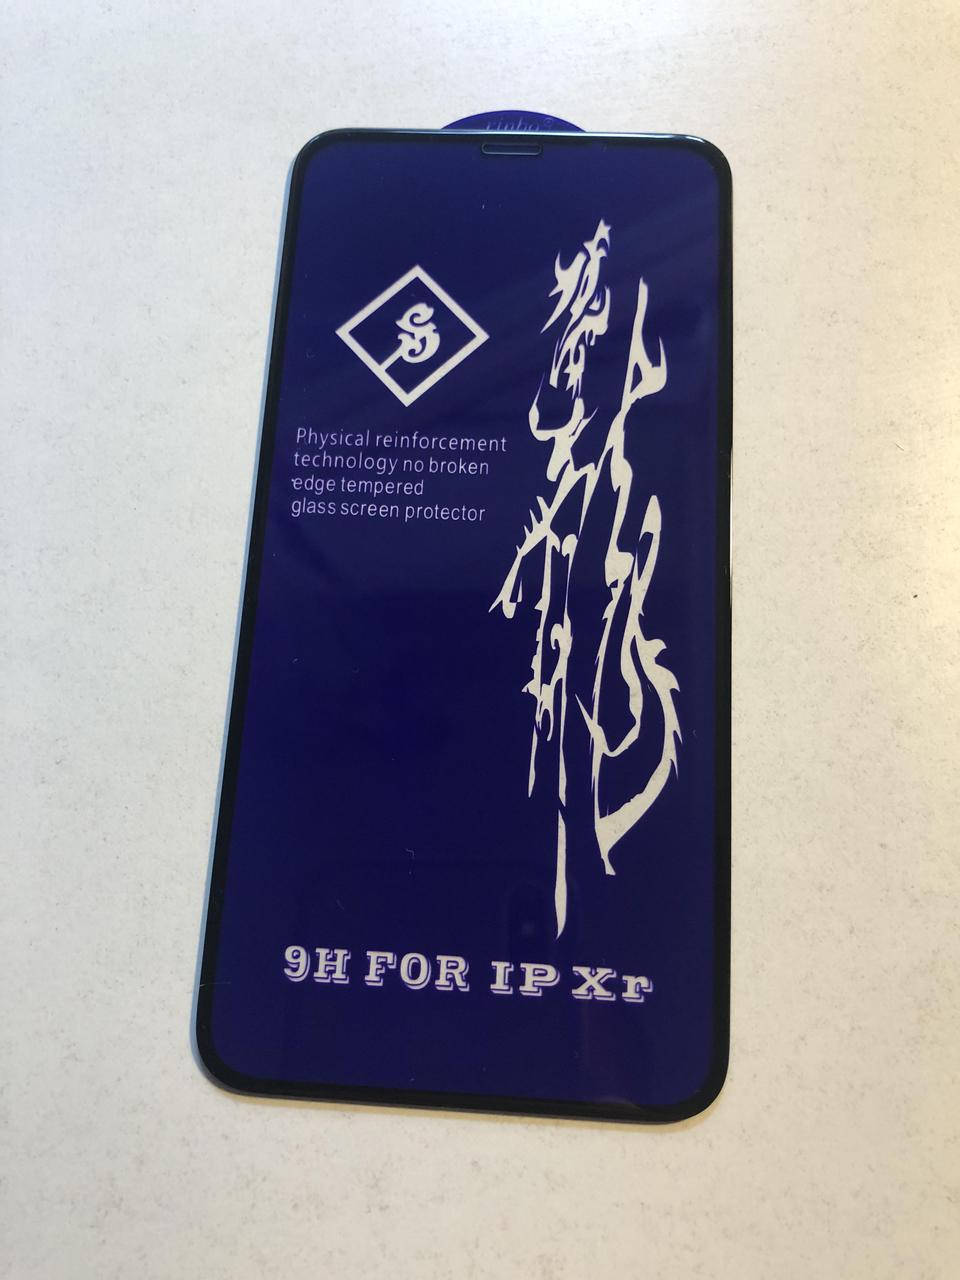 Physical reinforcement
technology no broken
edge tempered
glass screen protector
9H FOR IP Xr